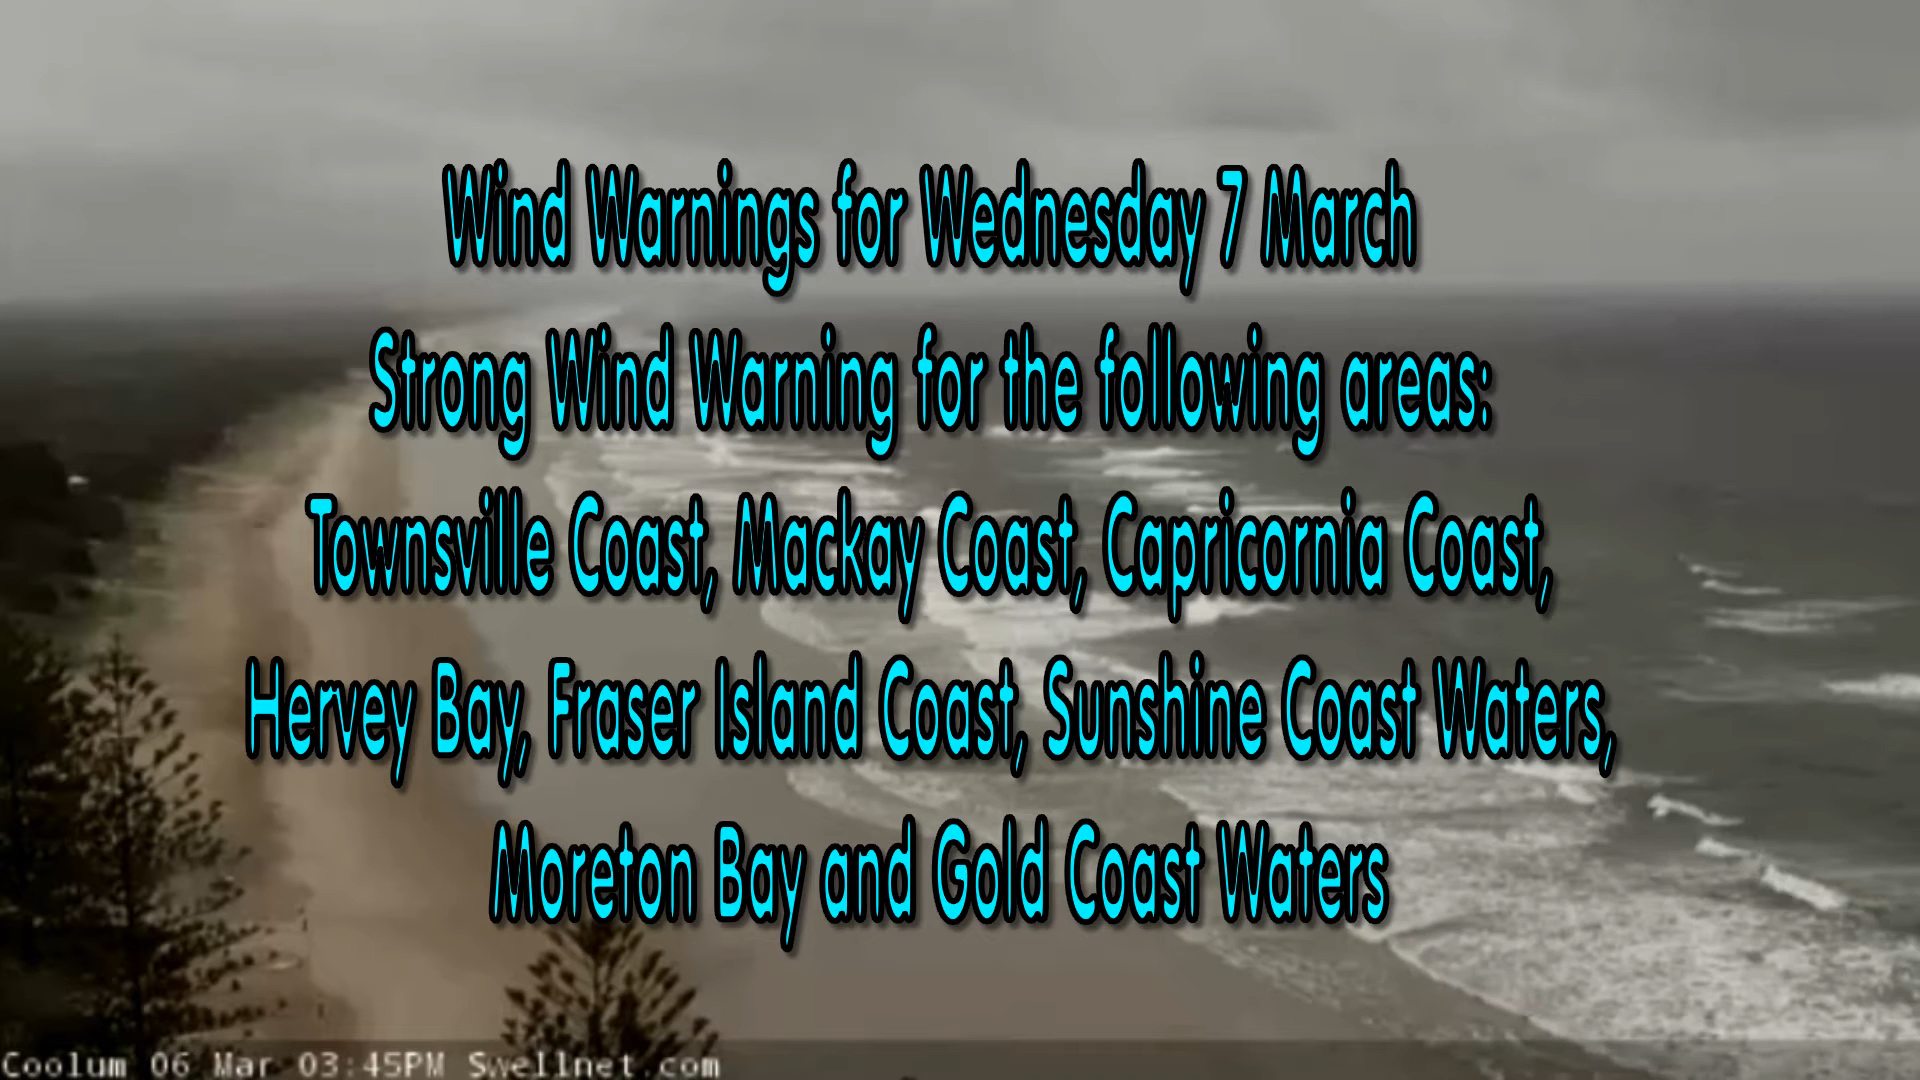 Wind Warnings for Wednesday 7 March
Strong Wind Warning for the following areas:
Townsville Coast, Mackay Coast, Capricornia Coast,
Hervey Bay, Fraser Island Coast, Sunshine Coast Waters,
Moreton Bay and Gold Coast Waters
Coolum 06 Mar 03:45PM Swellnet.com